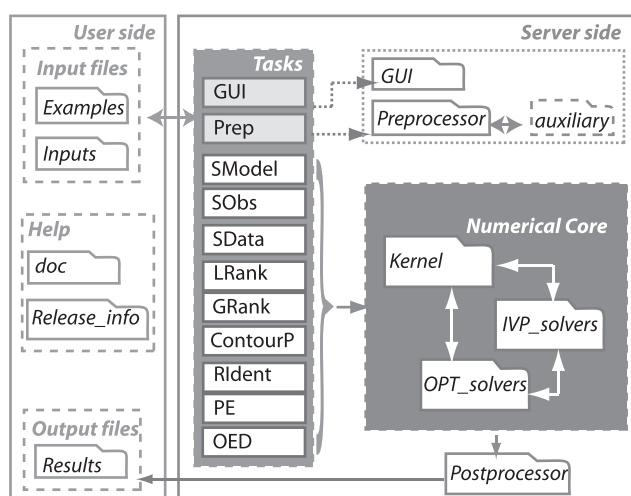 User side
Input files
Examples
Inputs
Help
doc
Release_info
Output files
Results
Server side
Tasks
GUI
Prep
SModel
SObs
SData
LRank
GRank
ContourP
RIdent
PE
OED
GUI
Preprocessor
auxiliary
Numerical Core
Kernel
IVP_solvers
OPT_solvers
Postprocessor